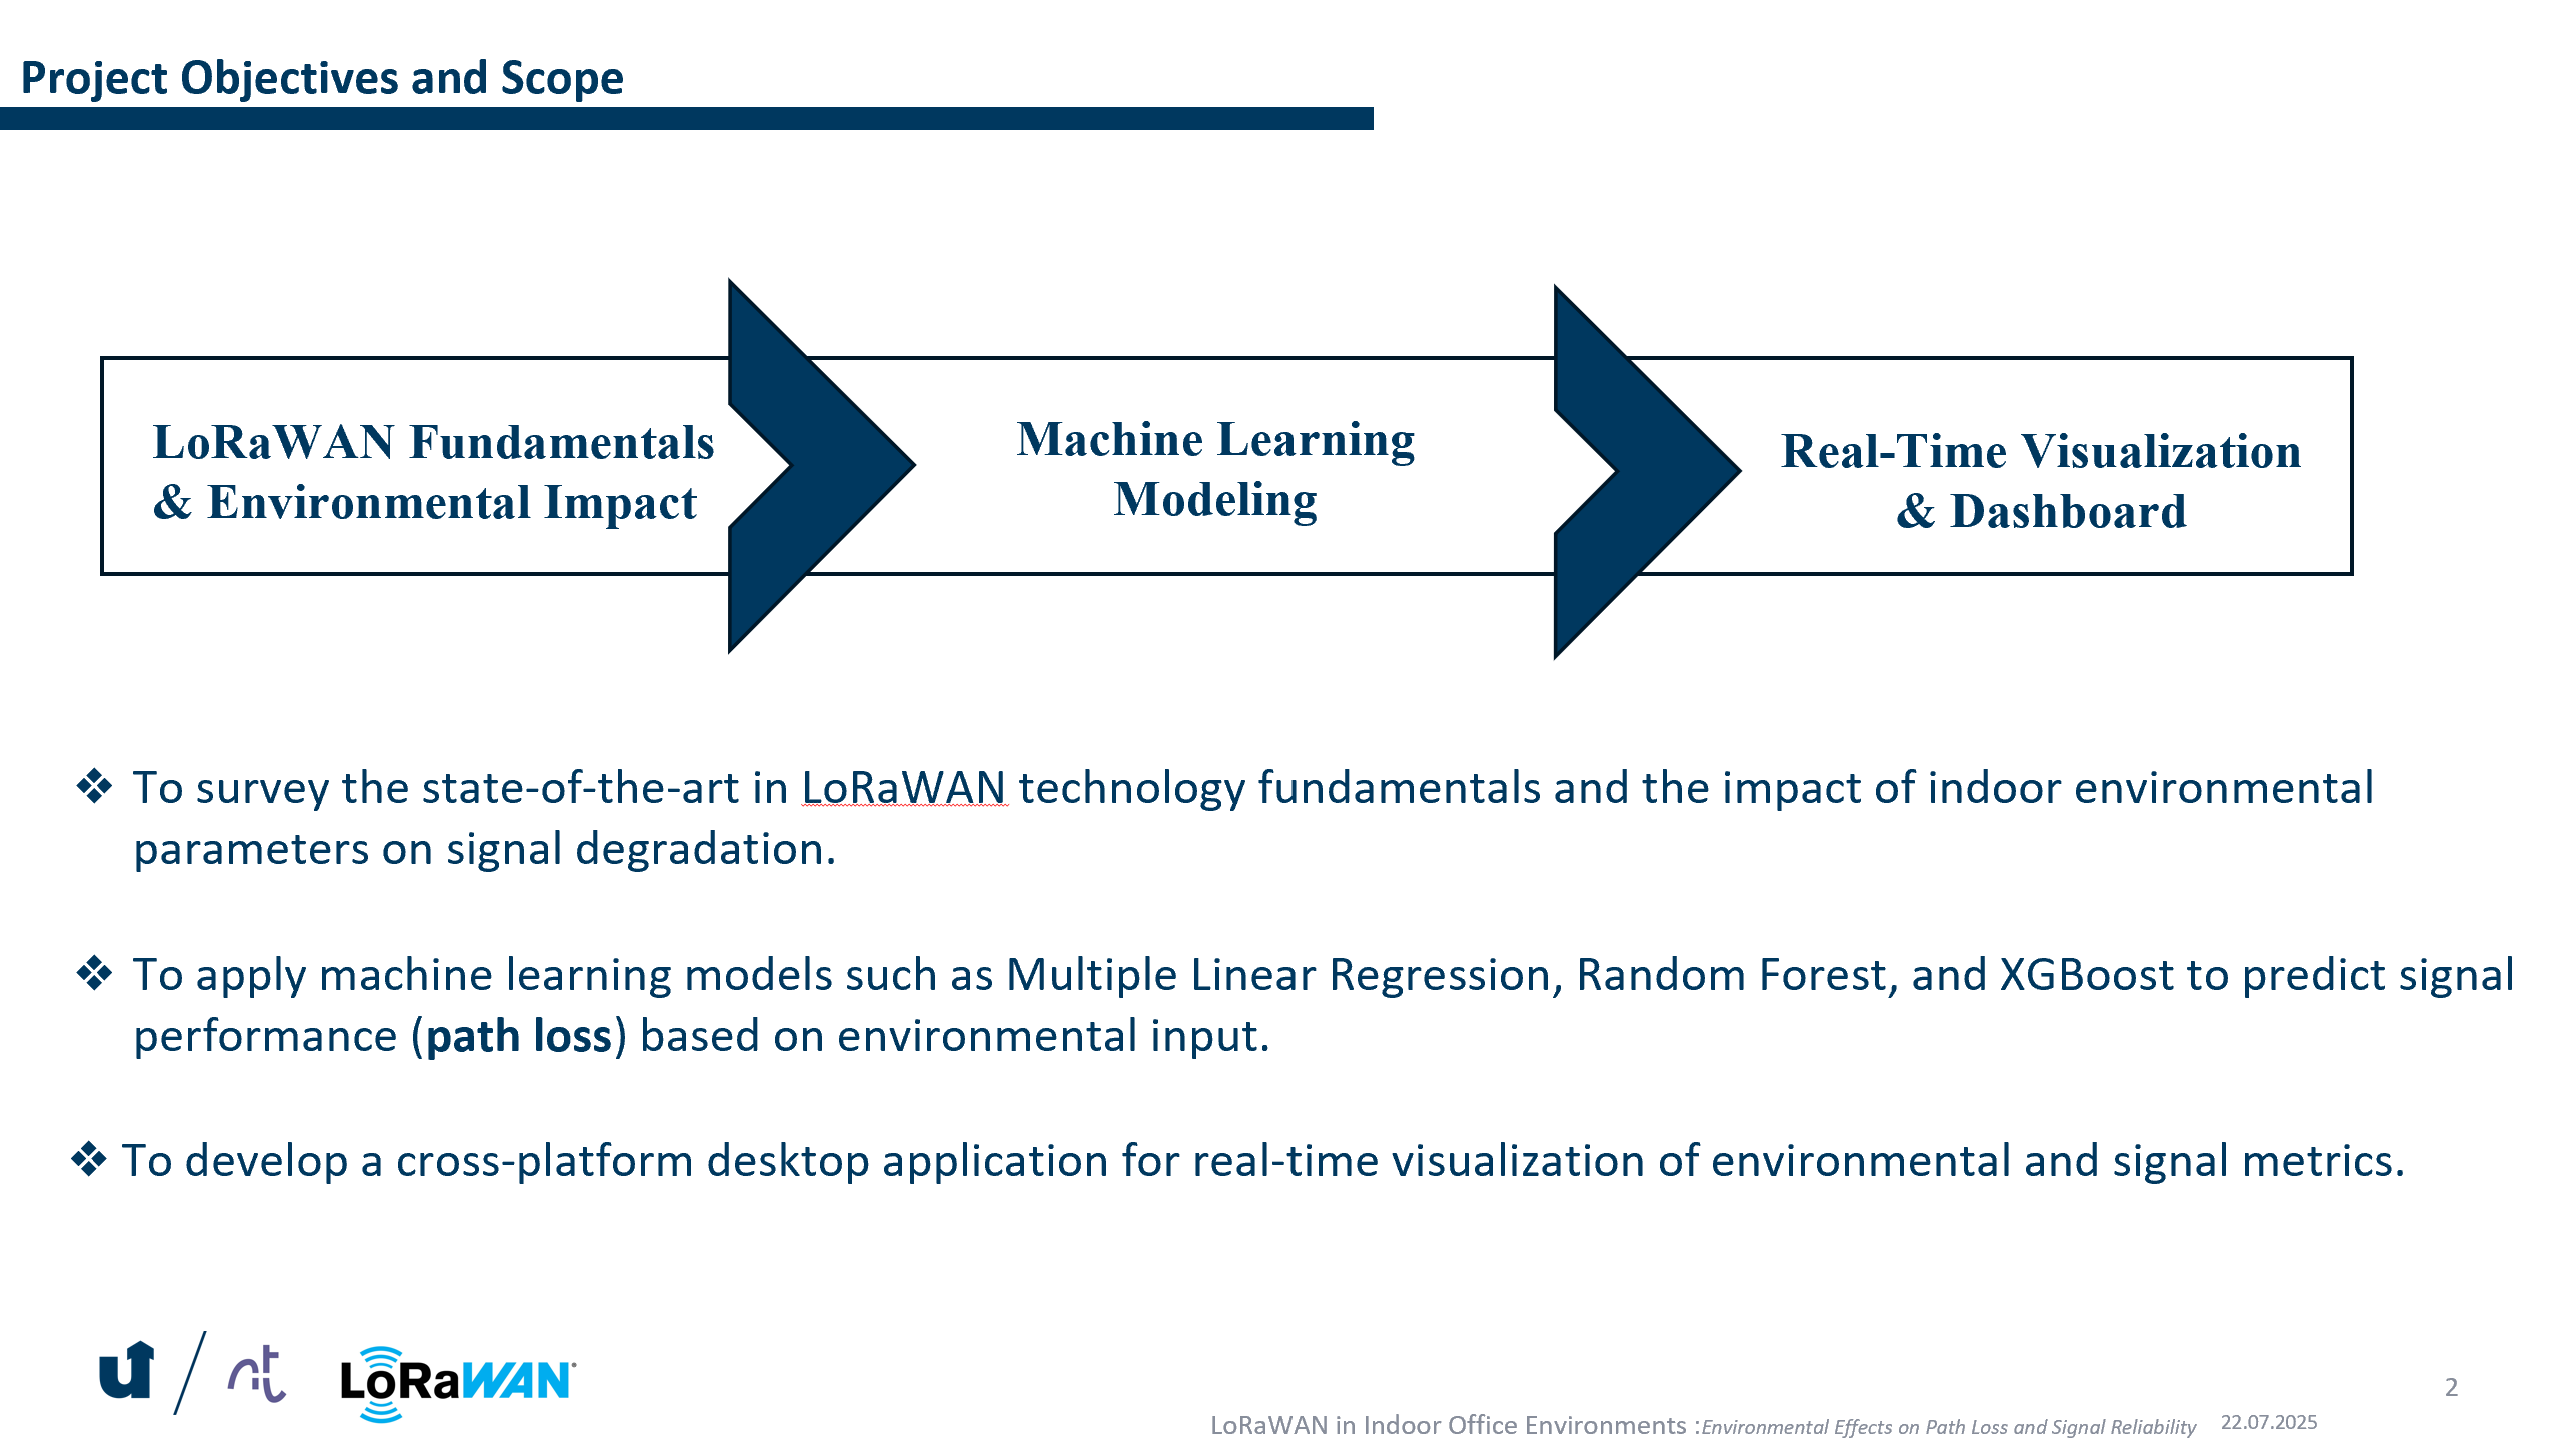 Project Objectives and Scope
LoRaWAN Fundamentals
& Environmental Impact
Machine Learning
Modeling
Real-Time Visualization
& Dashboard
❖ To survey the state-of-the-art in LoRaWAN technology fundamentals and the impact of indoor environmental
parameters on signal degradation.
❖ To apply machine learning models such as Multiple Linear Regression, Random Forest, and XGBoost to predict signal
performance (path loss) based on environmental input.
❖ To develop a cross-platform desktop application for real-time visualization of environmental and signal metrics.
u / nt
LoRaWAN
2
LoRaWAN in Indoor Office Environments :Environmental Effects on Path Loss and Signal Reliability 22.07.2025